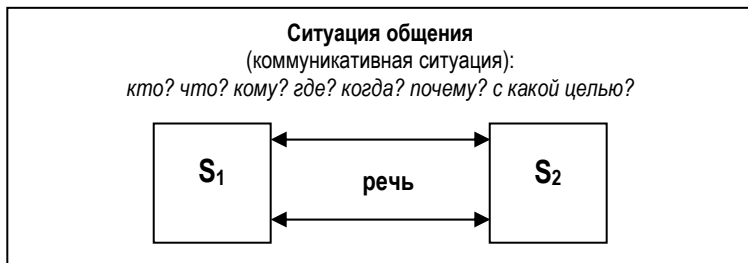 Ситуация общения
(коммуникативная ситуация):
кто? что? кому? где? когда? почему? с какой целью?
S1
речь
S2